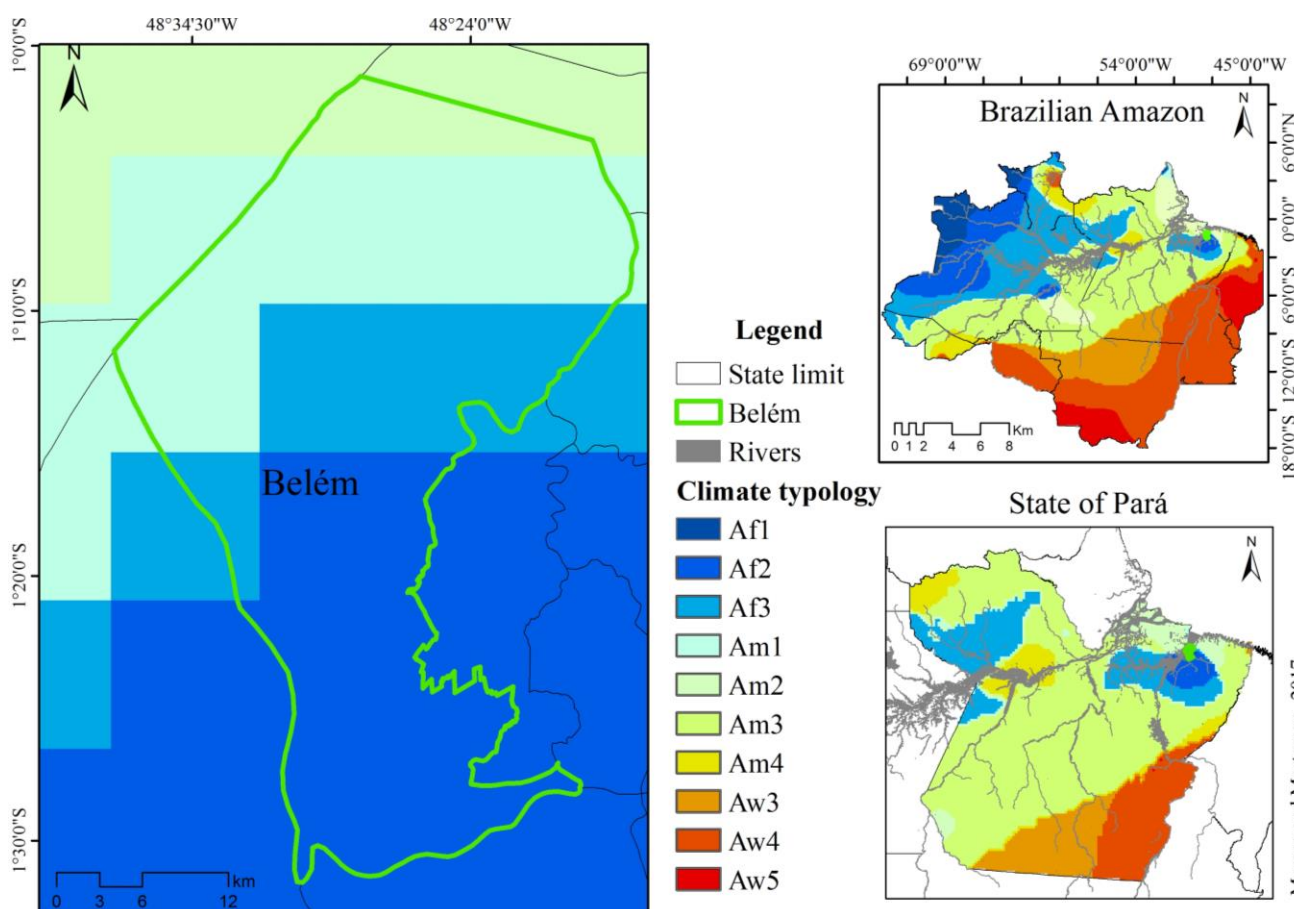 48°34'30"W
48°24'0"W
1°0'0"S
1°10'0"S
1°20'0"S
1°30'0"S
N
Belém
0 3 6 12
km
Legend
State limit
Belém
Rivers
Climate typology
Af1
Af2
Af3
Am1
Am2
Am3
Am4
Aw3
Aw4
Aw5
69°0'0"W
54°0'0"W
45°0'0"W
Brazilian Amazon
N
6°0'0"N
0°0'0"
6°0'0"S
12°0'0"S
18°0'0"S
0 1 2 4 6 8
Km
State of Pará
N